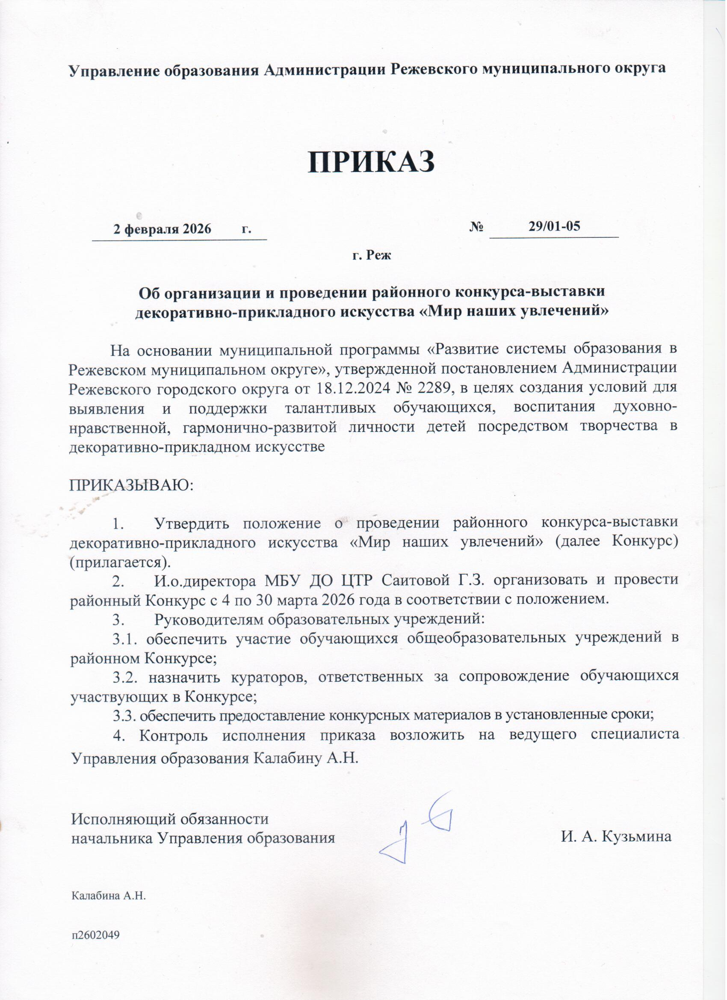 Управление образования Администрации Режевского муниципального округа
ПРИКАЗ
2 февраля 2026 г. № 29/01-05
г. Реж
Об организации и проведении районного конкурса-выставки
декоративно-прикладного искусства «Мир наших увлечений»
На основании муниципальной программы «Развитие системы образования в
Режевском муниципальном округе», утвержденной постановлением Администрации
Режевского городского округа от 18.12.2024 № 2289, в целях создания условий для
выявления и поддержки талантливых обучающихся, воспитания духовно-
нравственной, гармонично-развитой личности детей посредством творчества в
декоративно-прикладном искусстве
ПРИКАЗЫВАЮ:
1. Утвердить положение о проведении районного конкурса-выставки
декоративно-прикладного искусства «Мир наших увлечений» (далее Конкурс)
(прилагается).
2. И.о.директора МБУ ДО ЦТР Саитовой Г.З. организовать и провести
районный Конкурс с 4 по 30 марта 2026 года в соответствии с положением.
3. Руководителям образовательных учреждений:
3.1. обеспечить участие обучающихся общеобразовательных учреждений в
районном Конкурсе;
3.2. назначить кураторов, ответственных за сопровождение обучающихся
участвующих в Конкурсе;
3.3. обеспечить предоставление конкурсных материалов в установленные сроки;
4. Контроль исполнения приказа возложить на ведущего специалиста
Управления образования Калабину А.Н.
Исполняющий обязанности
начальника Управления образования И. А. Кузьмина
Калабина А.Н.
п2602049